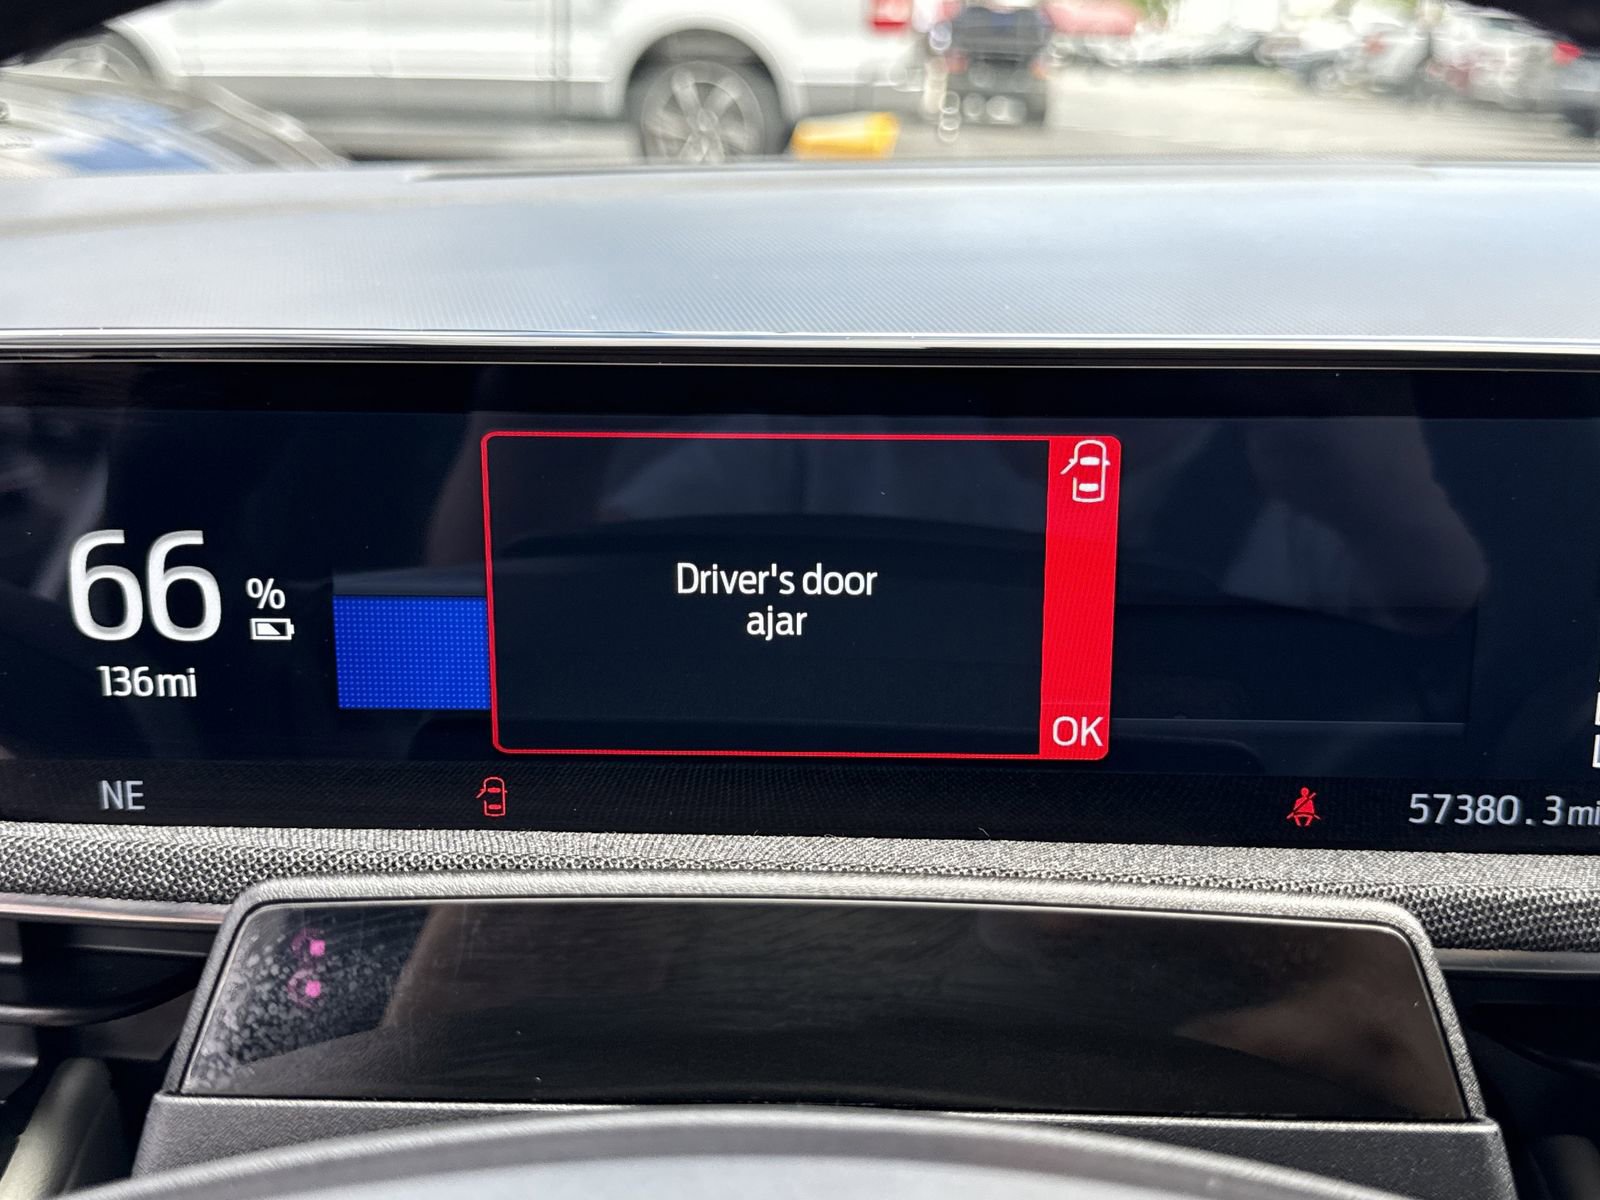 66 %
136mi
Driver's door
ajar
OK
NE
57380.3mi